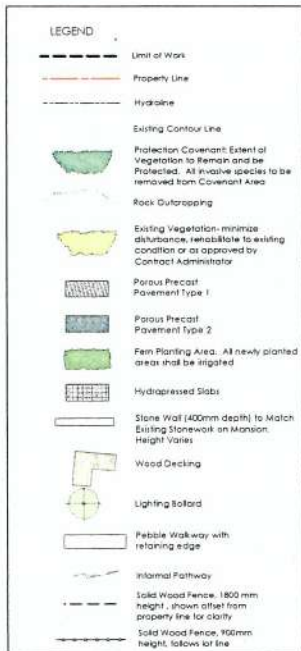 LEGEND
Limit of Work
Property Line
Hydroline
Existing Contour Line
Protection Covenant: Extent of
Vegetation to Remain and be
Protected. All invasive species to
be removed from Covenant Area
Rock Outcropping
Existing Vegetation- minimize
disturbance, rehabilitate to existing
condition or as approved by
Contract Administrator
Porous Precast
Pavement Type 1
Porous Precast
Pavement Type 2
Fern Planting Area. All newly planted
areas shall be irrigated
Hydrapressed Slabs
Stone Wall (400mm depth) to Match
Existing Stonework on Mansion.
Height Varies
Wood Decking
Lighting Bollard
Pebble Walkway with
retaining edge
Informal Pathway
Solid Wood Fence, 1800 mm
height , shown offset from
property line for clarity
Solid Wood Fence, 900mm
height, follows lot line